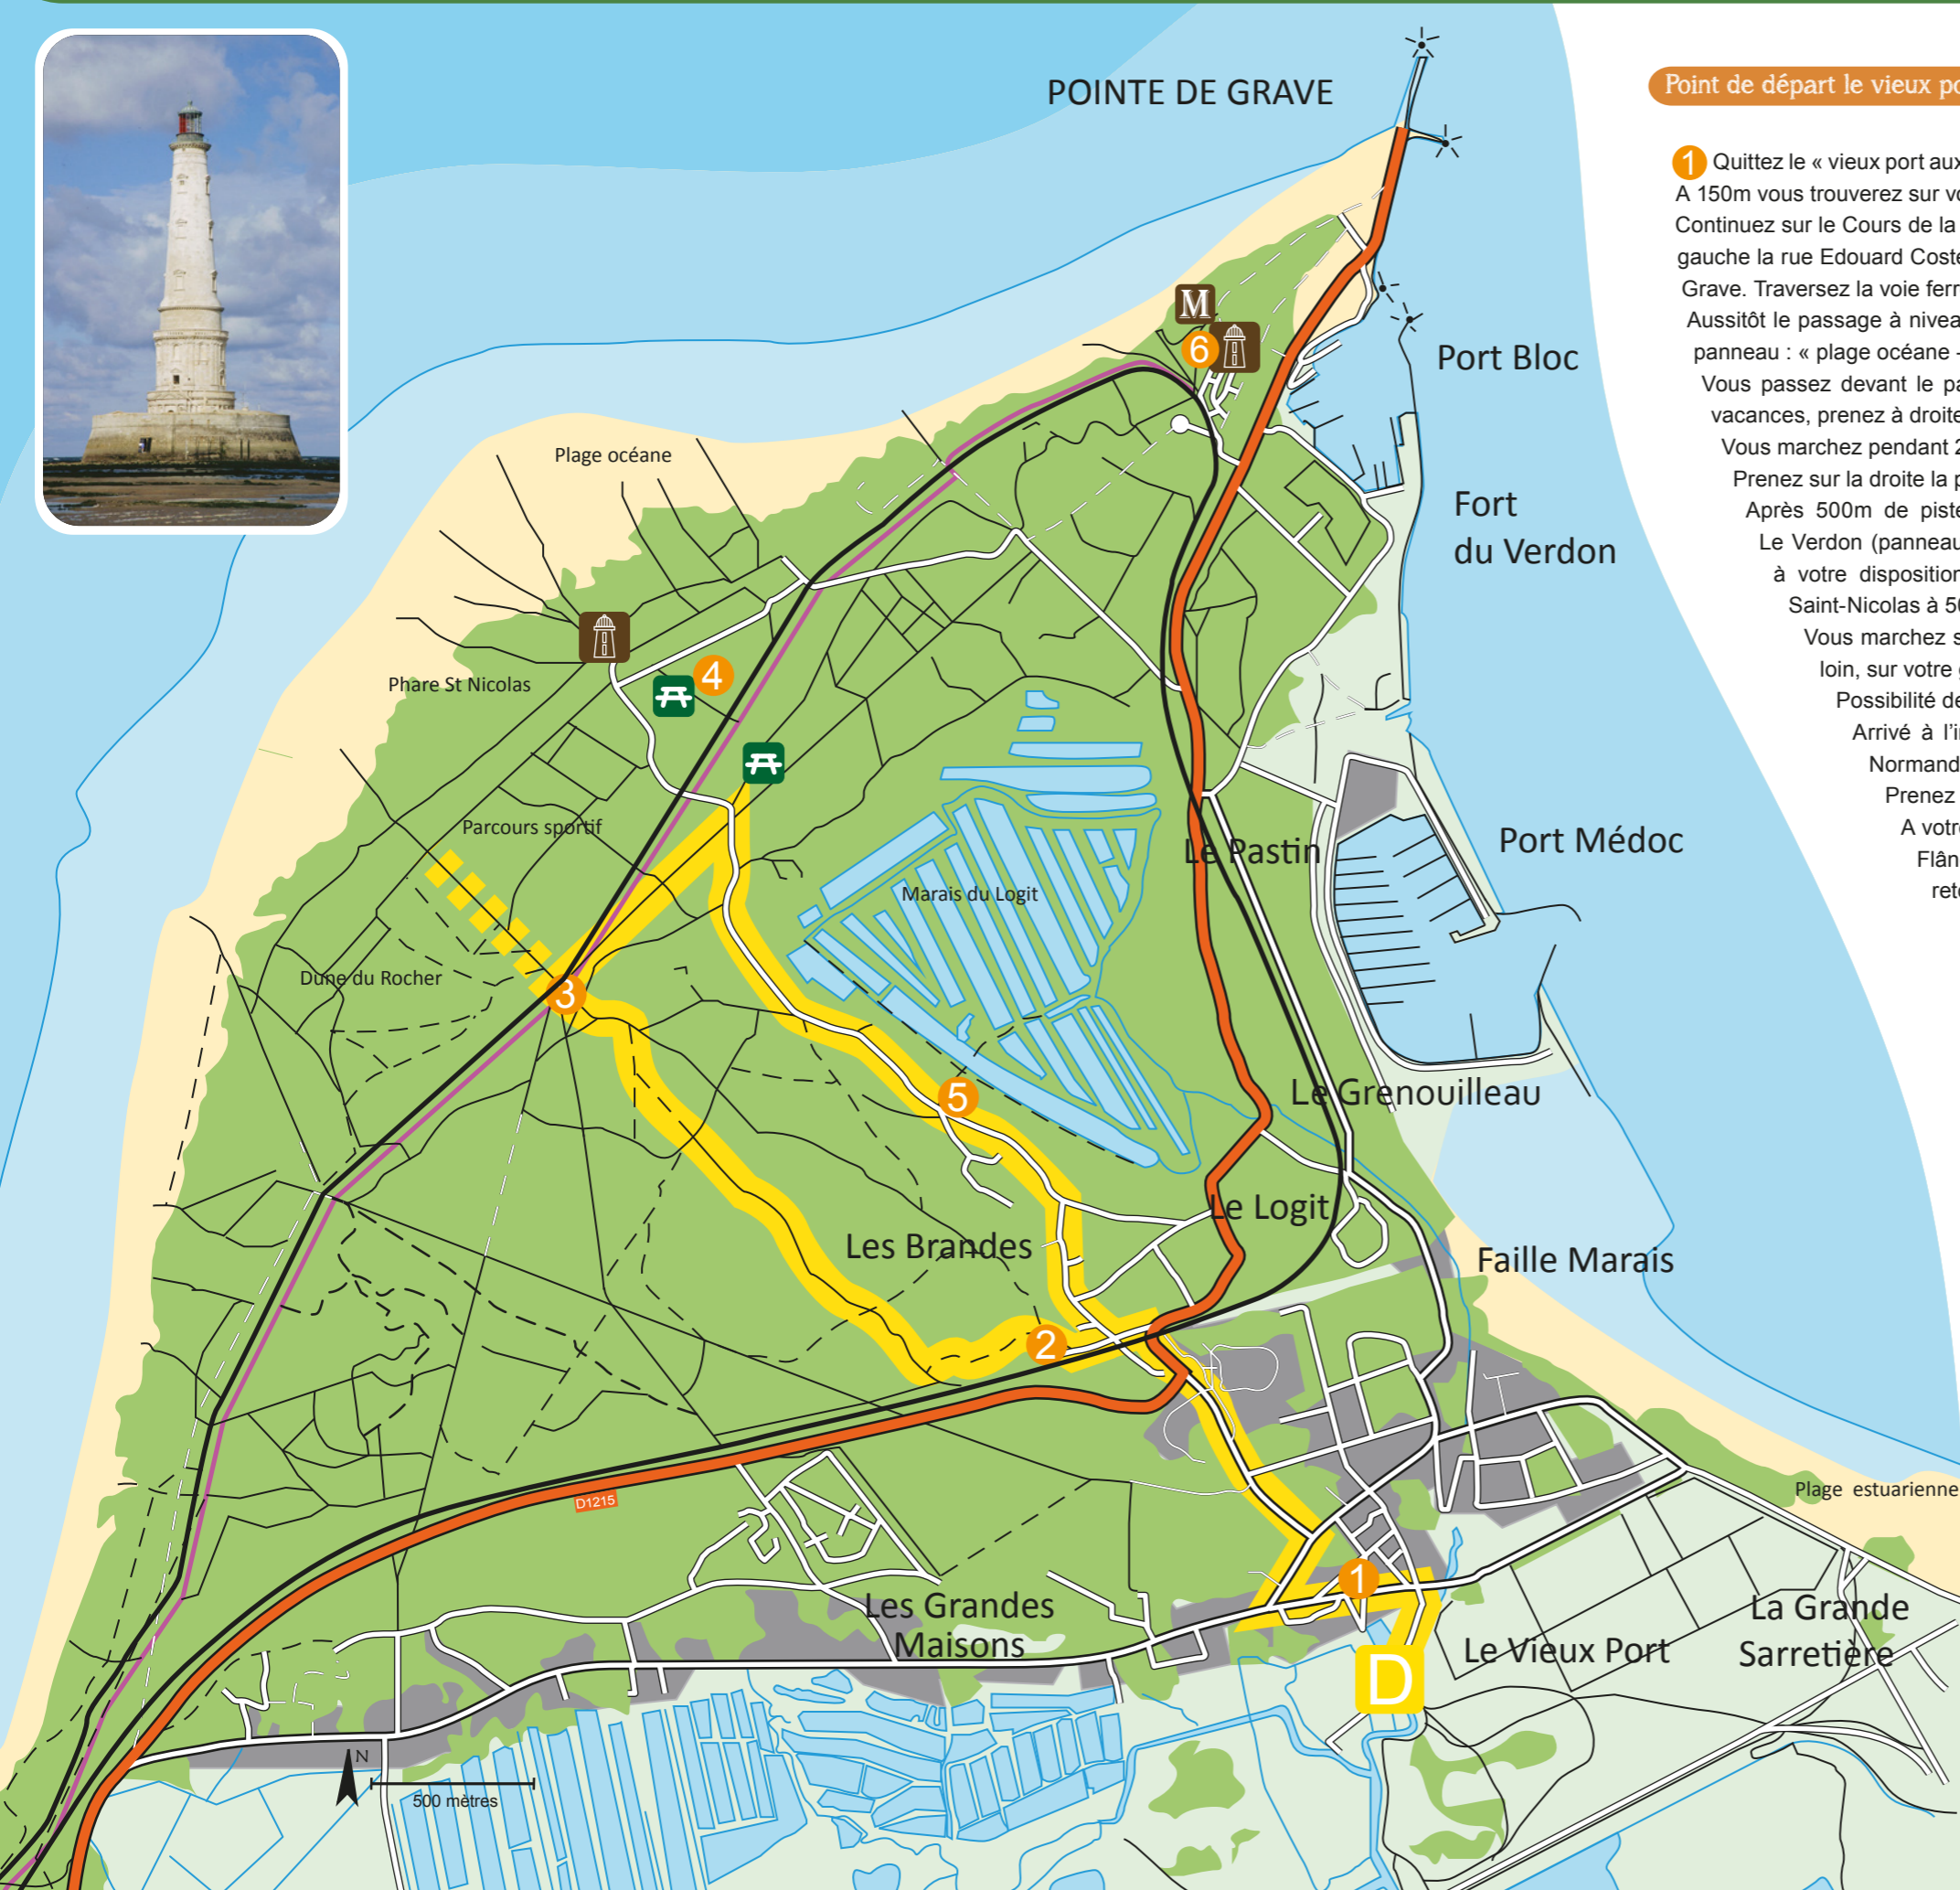 POINTE DE GRAVE
M
6
Port Bloc
Plage océane
Fort
du Verdon
4
Phare St Nicolas
Parcours sportif
Le Pastin
Port Médoc
Marais du Logit
Dune du Rocher
3
5
Le Grenouilleau
Le Logit
Les Brandes
Faille Marais
2
D1215
Plage estuarienne
1
Les Grandes
Maisons
La Grande
Sarretière
Le Vieux Port
D
N
500 mètres
Point de départ le vieux po
1 Quittez le « vieux port aux
A 150m vous trouverez sur vo
Continuez sur le Cours de la
gauche la rue Edouard Coste
Grave. Traversez la voie ferr
Aussitôt le passage à nivea
panneau : « plage océane -
Vous passez devant le pa
vacances, prenez à droite
Vous marchez pendant 2
Prenez sur la droite la p
Après 500m de piste
Le Verdon (panneau
à votre disposition
Saint-Nicolas à 50
Vous marchez s
loin, sur votre g
Possibilité de
Arrivé à l'in
Normand
Prenez
A votre
Flân
reto